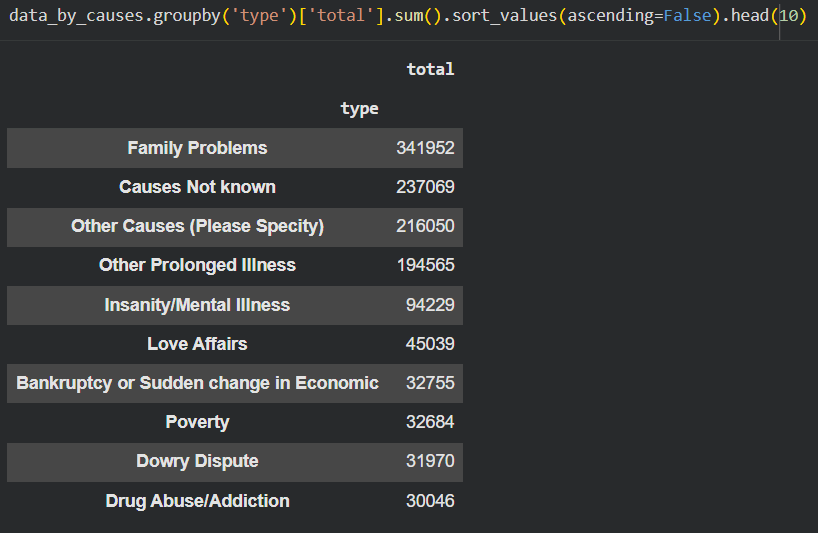 data_by_causes.groupby('type')['total'].sum().sort_values(ascending=False).head(10)
total
type
Family Problems 341952
Causes Not known 237069
Other Causes (Please Specity) 216050
Other Prolonged Illness 194565
Insanity/Mental Illness 94229
Love Affairs 45039
Bankruptcy or Sudden change in Economic 32755
Poverty 32684
Dowry Dispute 31970
Drug Abuse/Addiction 30046